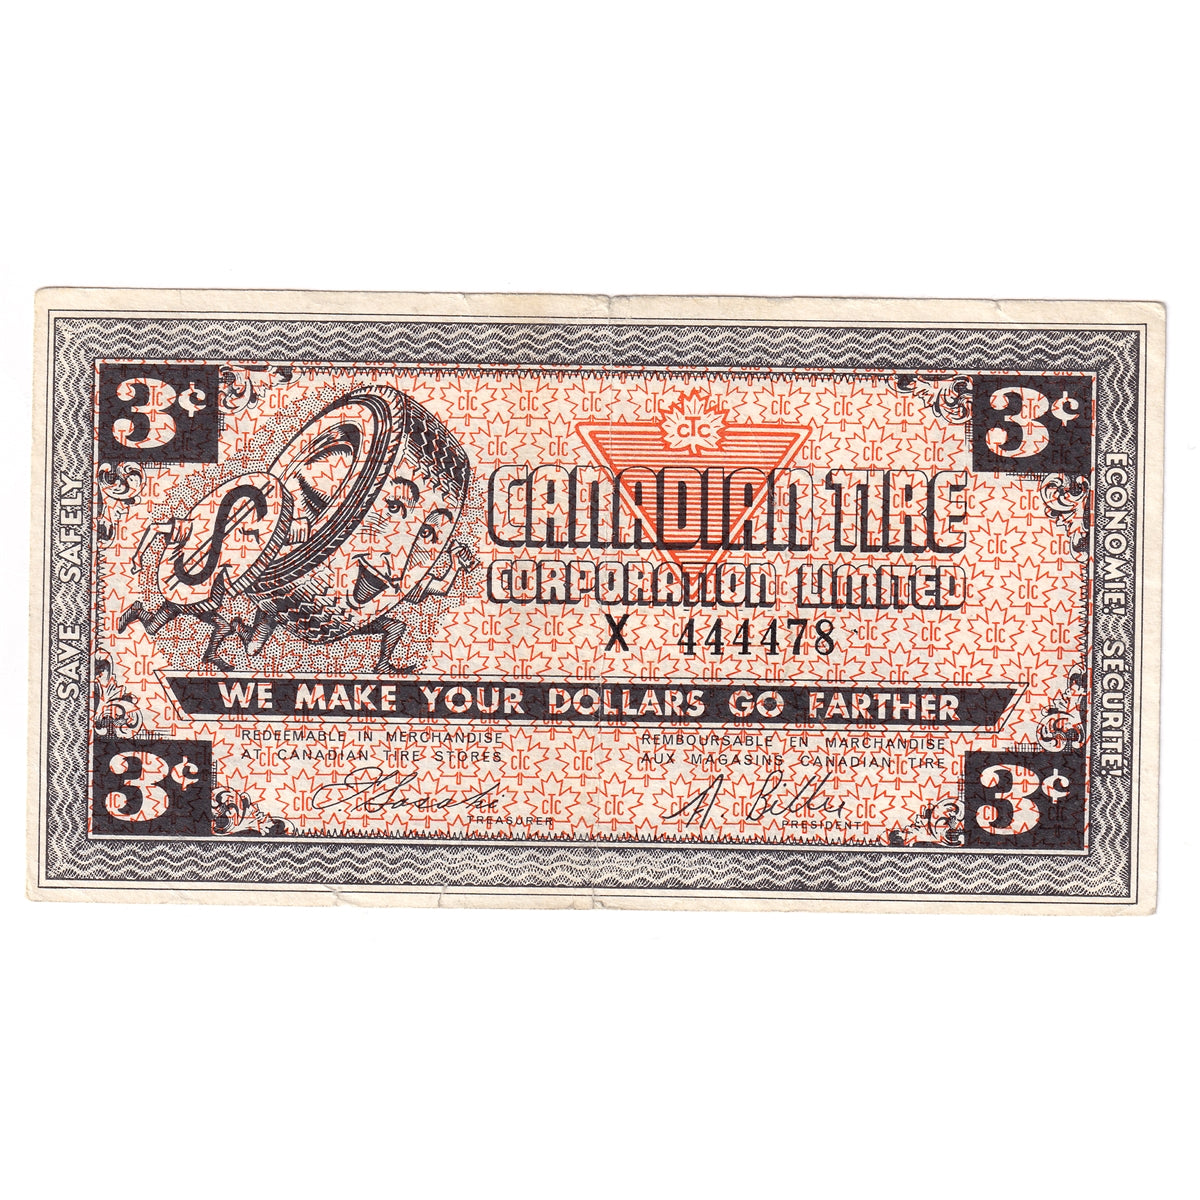 3¢
3¢
CTC
CANADIAN TIRE
CORPORATION LIMITED
X 444478
SAVE SAFELY
ECONOMIE! SÉCURITÉ!
S
WE MAKE YOUR DOLLARS GO FARTHER
REDEEMABLE IN MERCHANDISE
AT CANADIAN TIRE STORES
REMBOURSABLE EN MARCHANDISE
AUX MAGASINS CANADIAN TIRE
TREASURER
PRESIDENT
3¢
3¢